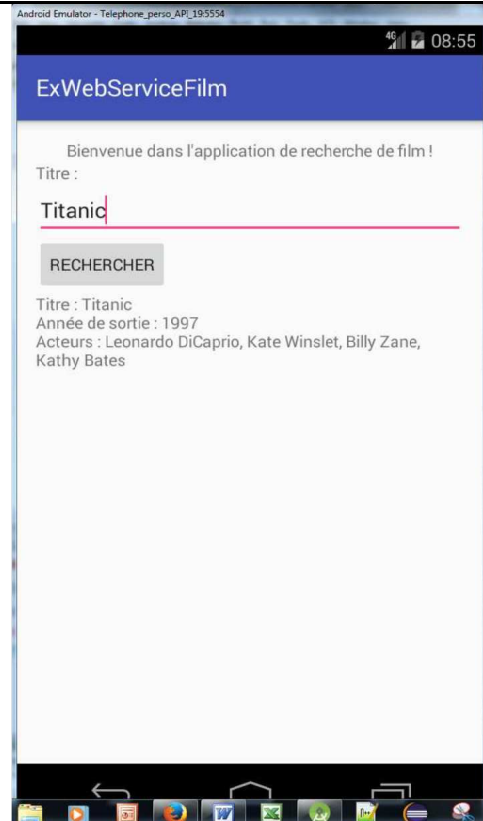 Android Emulator - Telephone_perso_API_19:5554
4G 08:55
ExWebServiceFilm
Bienvenue dans l'application de recherche de film !
Titre :
Titanic
RECHERCHER
Titre : Titanic
Année de sortie : 1997
Acteurs : Leonardo DiCaprio, Kate Winslet, Billy Zane,
Kathy Bates